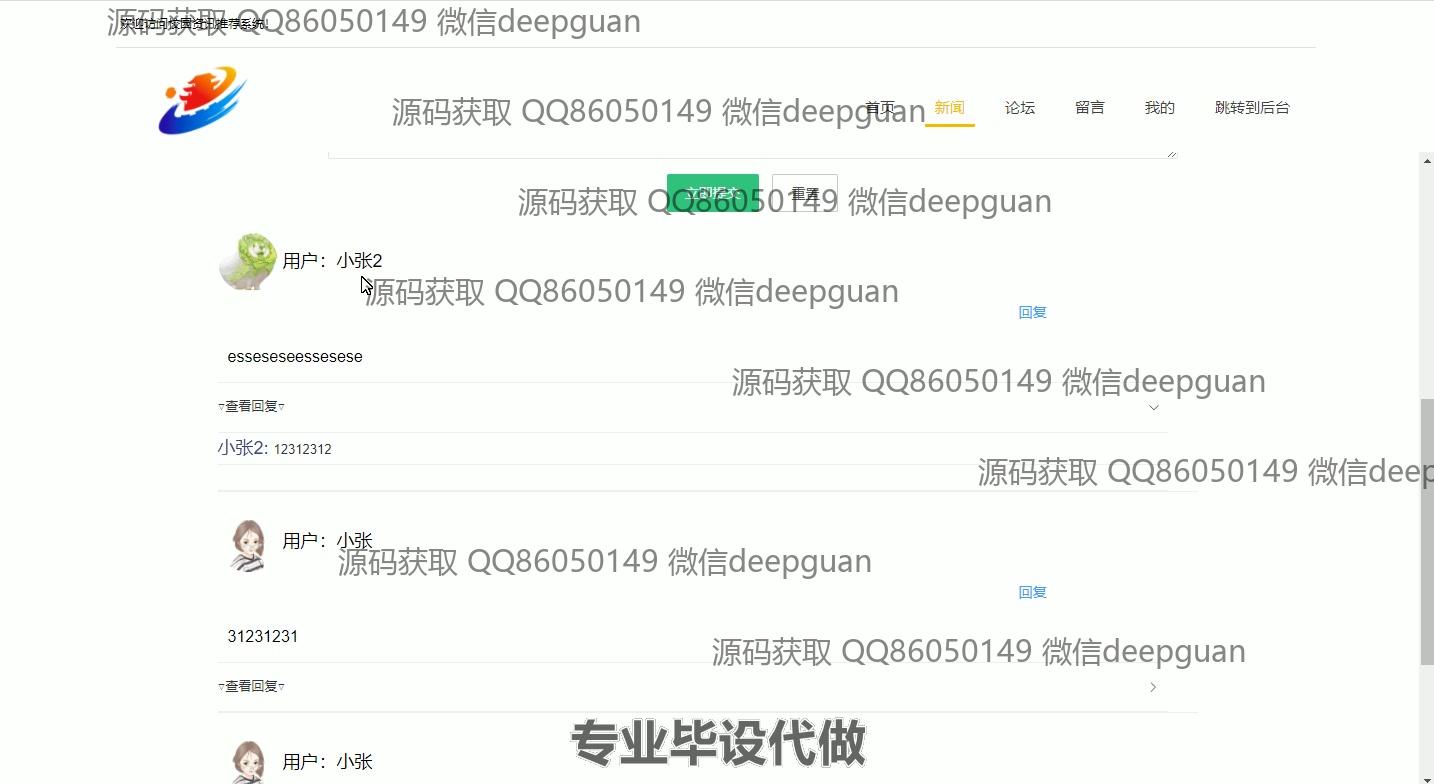 欢迎访问校园资讯推荐系统！
源码获取 QQ86050149 微信deepguan
源码获取 QQ86050149 微信deepguan
首页 新闻 论坛 留言 我的 跳转到后台
立即提交 重置
源码获取 QQ86050149 微信deepguan
用户：小张2
源码获取 QQ86050149 微信deepguan
回复
esseseseessesese
源码获取 QQ86050149 微信deepguan
▿查看回复▿
小张2: 12312312
源码获取 QQ86050149 微信deep
用户：小张
源码获取 QQ86050149 微信deepguan
回复
31231231
源码获取 QQ86050149 微信deepguan
▿查看回复▿
专业毕设代做
用户：小张